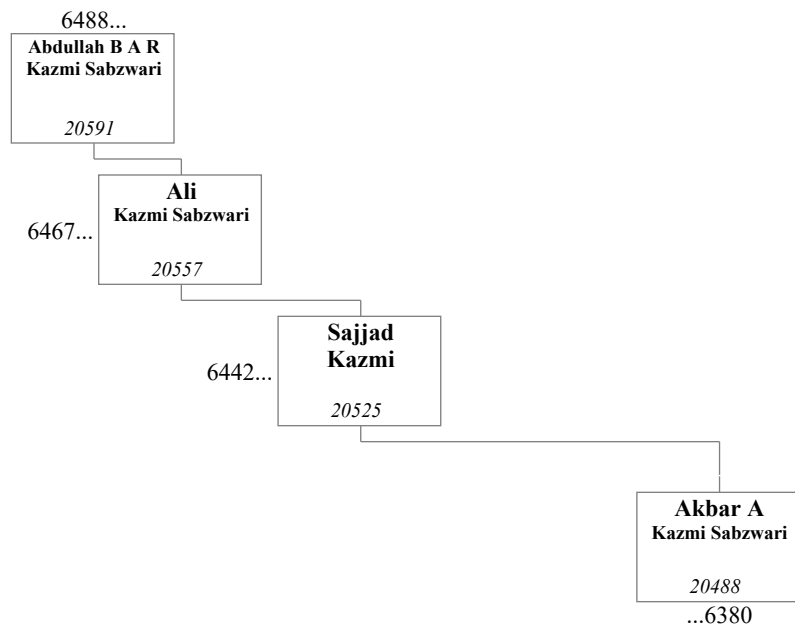 6488...
Abdullah B A R
Kazmi Sabzwari
20591
Ali
Kazmi Sabzwari
6467...
20557
Sajjad
Kazmi
6442...
20525
Akbar A
Kazmi Sabzwari
20488
...6380